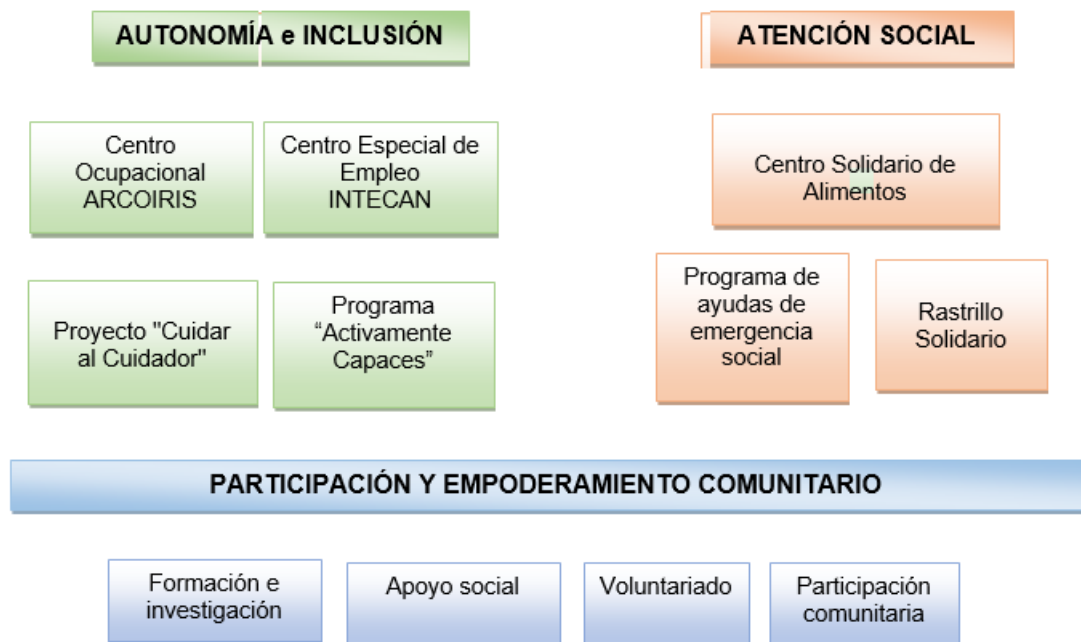 AUTONOMÍA e INCLUSIÓN
ATENCIÓN SOCIAL
Centro
Ocupacional
ARCOIRIS
Centro Especial de
Empleo
INTECAN
Centro Solidario de
Alimentos
Proyecto "Cuidar
al Cuidador"
Programa
“Activamente
Capaces”
Programa de
ayudas de
emergencia
social
Rastrillo
Solidario
PARTICIPACIÓN Y EMPODERAMIENTO COMUNITARIO
Formación e
investigación
Apoyo social
Voluntariado
Participación
comunitaria